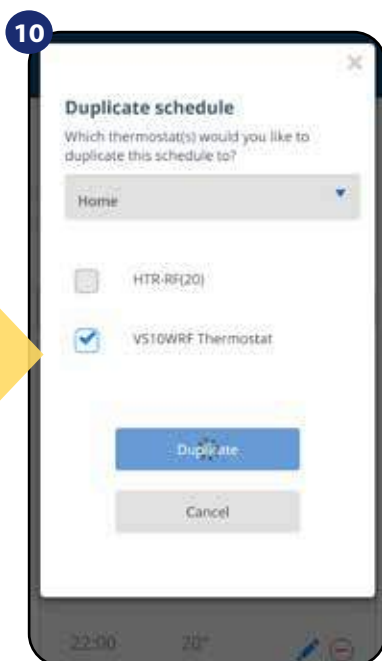 10
×
Duplicate schedule
Which thermostat(s) would you like to
duplicate this schedule to?
Home
HTR-RF(20)
VS10WRF Thermostat
Duplicate
Cancel
22:00 20°